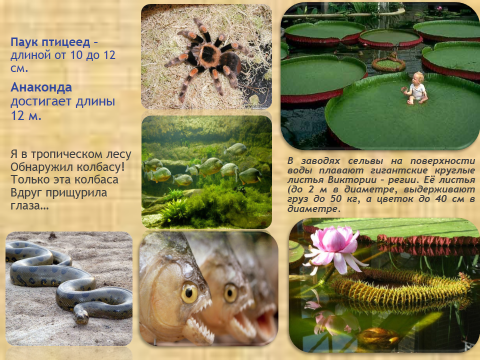 Паук птицеед –
длиной от 10 до 12
см.
Анаконда
достигает длины
12 м.
Я в тропическом лесу
Обнаружил колбасу!
Только эта колбаса
Вдруг прищурила
глаза…
В заводях сельвы на поверхности
воды плавают гигантские круглые
листья Виктории – регии. Её листья
(до 2 м в диаметре, выдерживают
груз до 50 кг, а цветок до 40 см в
диаметре.